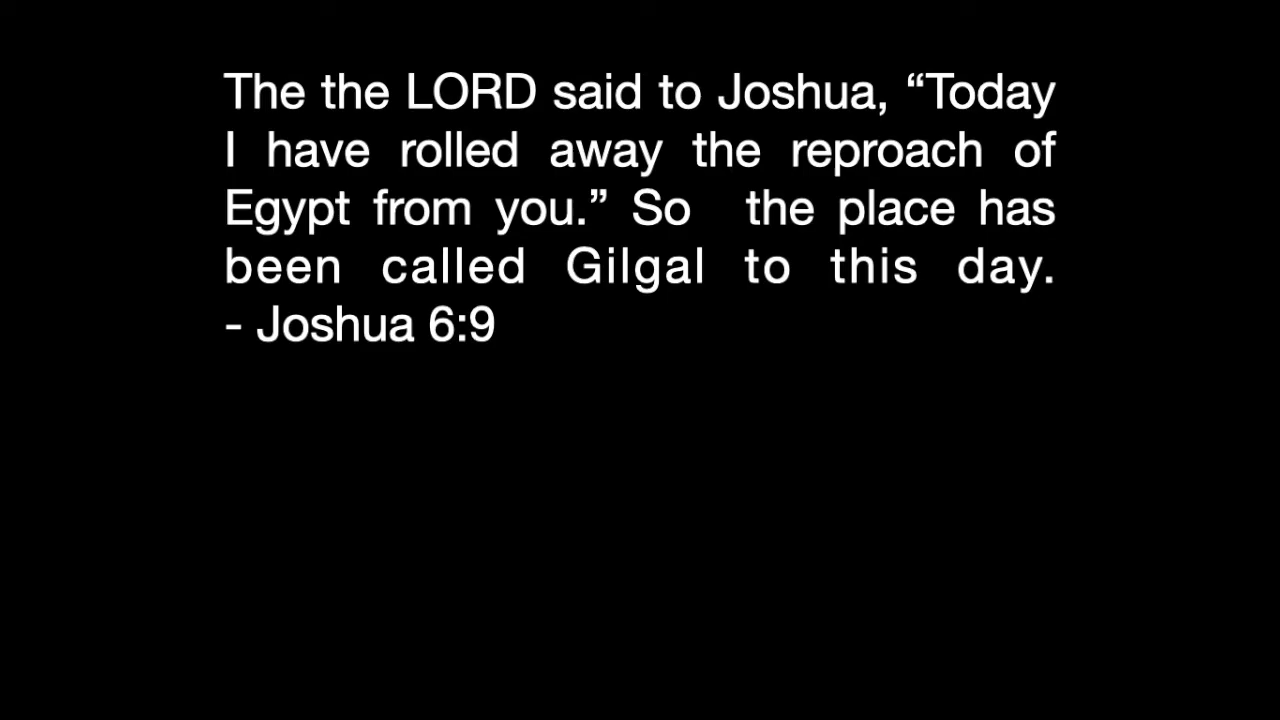 The the LORD said to Joshua, “Today
I have rolled away the reproach of
Egypt from you.” So the place has
been called Gilgal to this day.
- Joshua 6:9